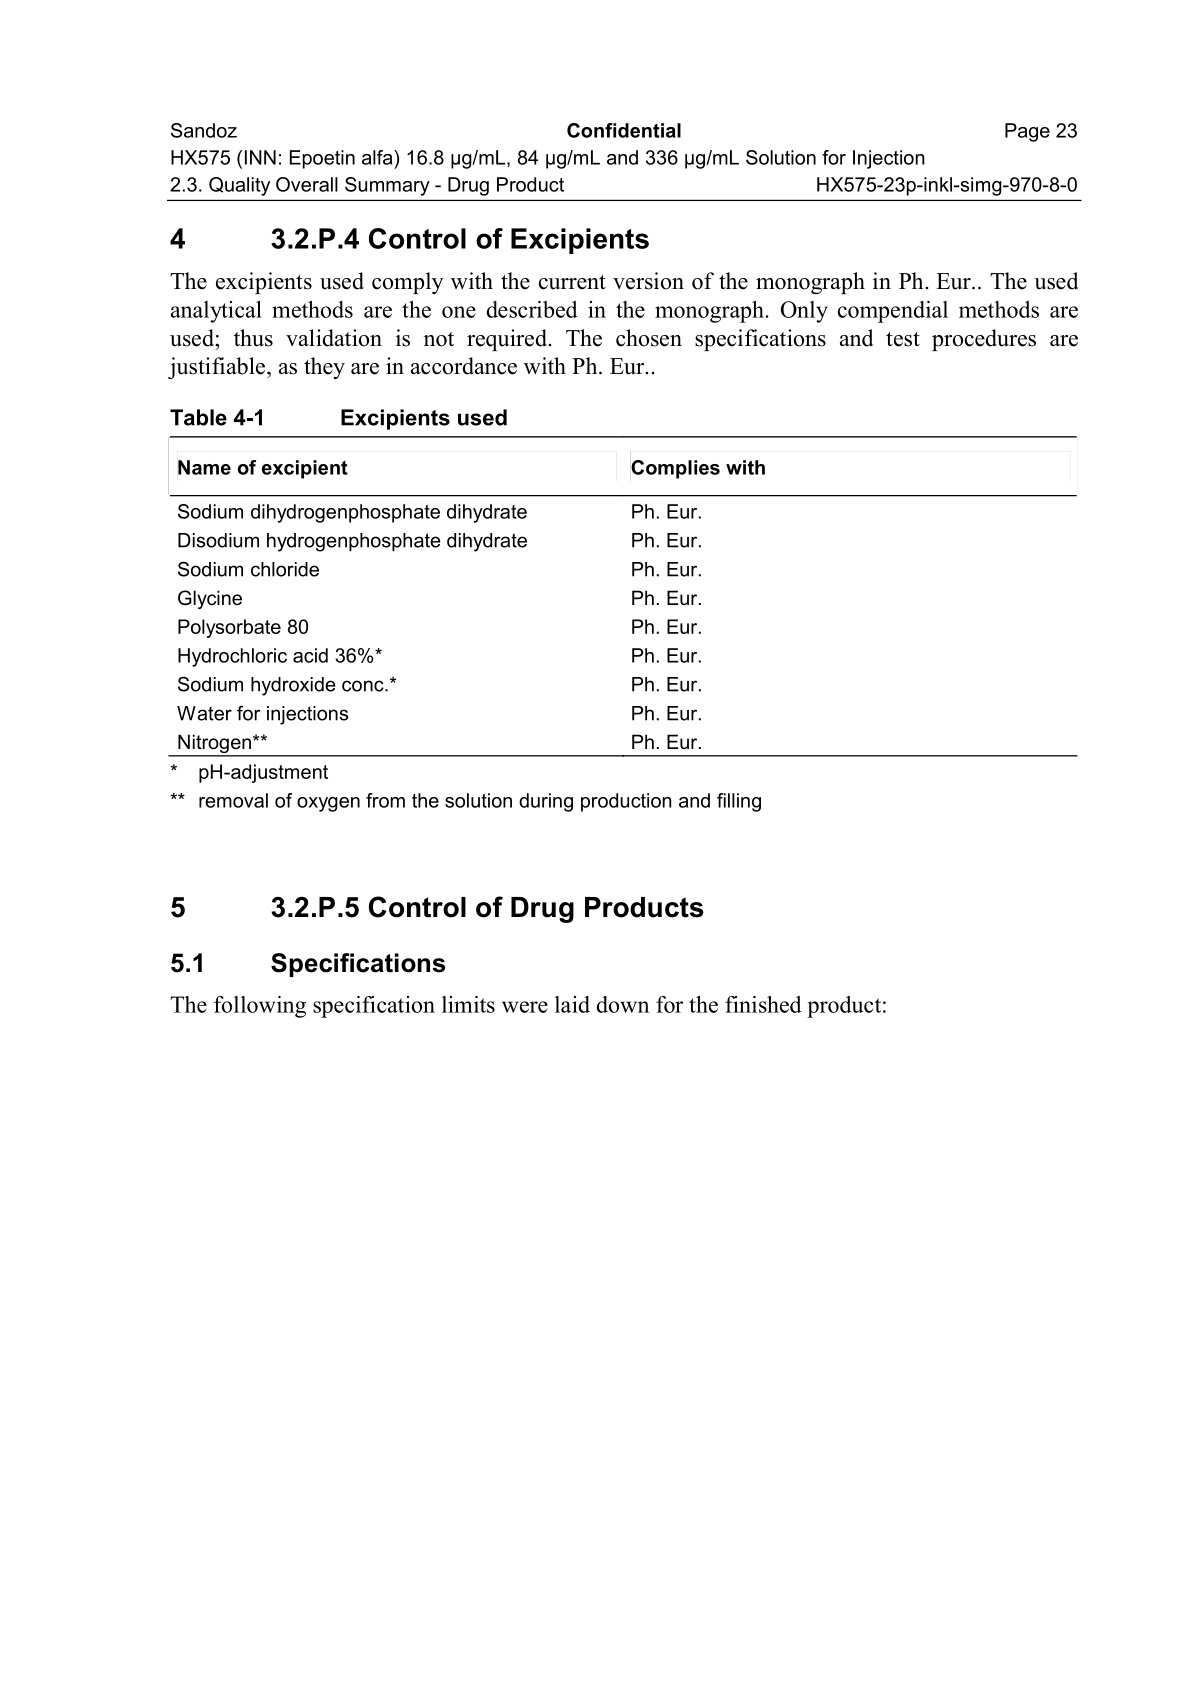 Sandoz Confidential Page 23
HX575 (INN: Epoetin alfa) 16.8 µg/mL, 84 µg/mL and 336 µg/mL Solution for Injection
2.3. Quality Overall Summary - Drug Product HX575-23p-inkl-simg-970-8-0
4 3.2.P.4 Control of Excipients
The excipients used comply with the current version of the monograph in Ph. Eur.. The used
analytical methods are the one described in the monograph. Only compendial methods are
used; thus validation is not required. The chosen specifications and test procedures are
justifiable, as they are in accordance with Ph. Eur..
Table 4-1 Excipients used
Name of excipient Complies with
Sodium dihydrogenphosphate dihydrate Ph. Eur.
Disodium hydrogenphosphate dihydrate Ph. Eur.
Sodium chloride Ph. Eur.
Glycine Ph. Eur.
Polysorbate 80 Ph. Eur.
Hydrochloric acid 36%* Ph. Eur.
Sodium hydroxide conc.* Ph. Eur.
Water for injections Ph. Eur.
Nitrogen** Ph. Eur.
* pH-adjustment
** removal of oxygen from the solution during production and filling
5 3.2.P.5 Control of Drug Products
5.1 Specifications
The following specification limits were laid down for the finished product: